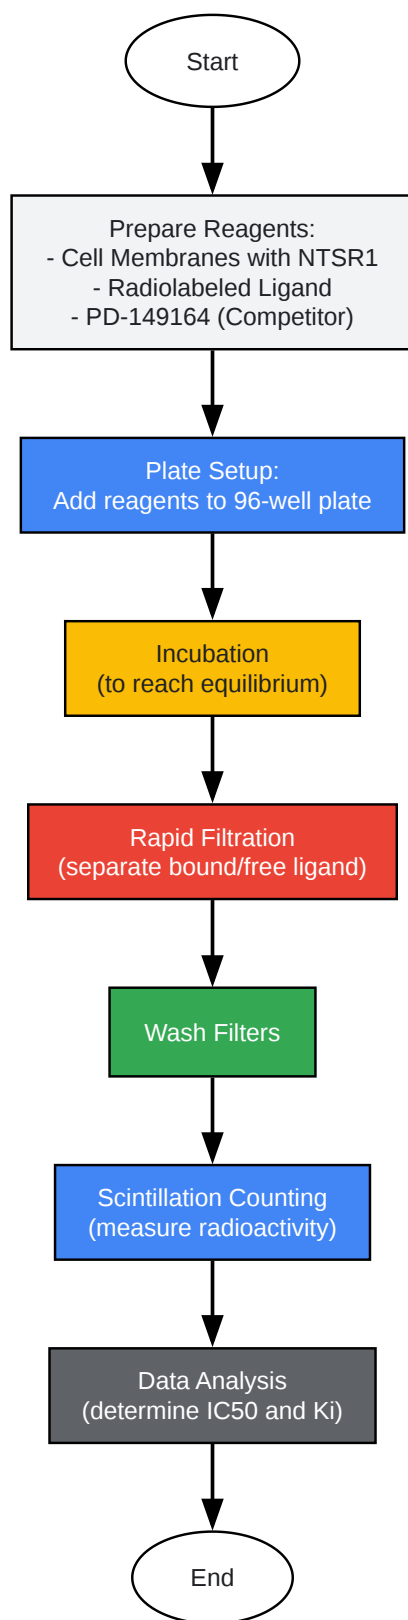 Start
Prepare Reagents:
- Cell Membranes with NTSR1
- Radiolabeled Ligand
- PD-149164 (Competitor)
Plate Setup:
Add reagents to 96-well plate
Incubation
(to reach equilibrium)
Rapid Filtration
(separate bound/free ligand)
Wash Filters
Scintillation Counting
(measure radioactivity)
Data Analysis
(determine IC50 and Ki)
End